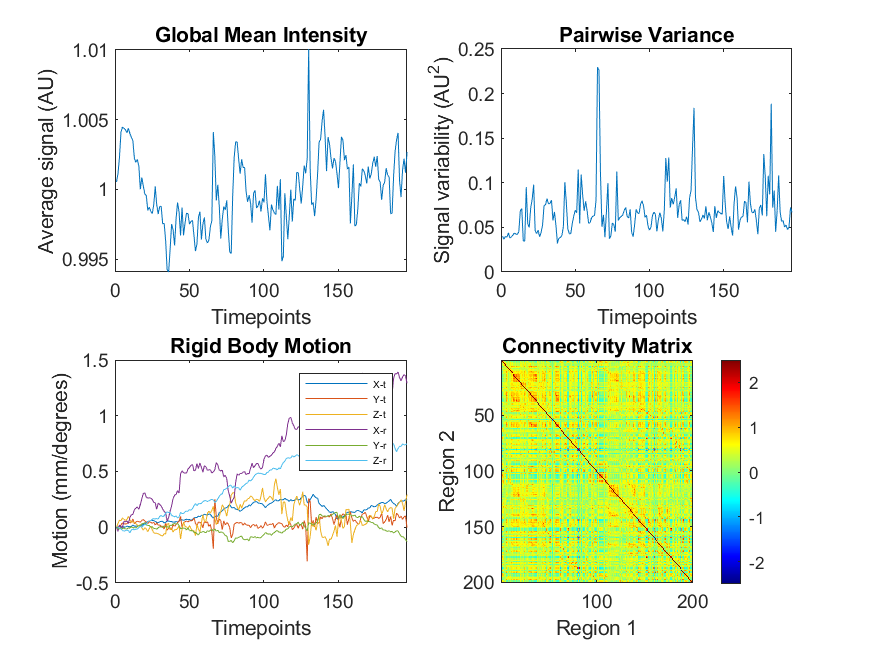 Global Mean Intensity
Average signal (AU)
1.01
1.005
1
0.995
0
50
100
150
Timepoints
Pairwise Variance
Signal variability (AU²)
0.25
0.2
0.15
0.1
0.05
0
0
50
100
150
Timepoints
Rigid Body Motion
Motion (mm/degrees)
1.5
1
0.5
0
-0.5
0
50
100
150
Timepoints
X-t
Y-t
Z-t
X-r
Y-r
Z-r
Connectivity Matrix
Region 2
50
100
150
200
100
200
Region 1
2
1
0
-1
-2